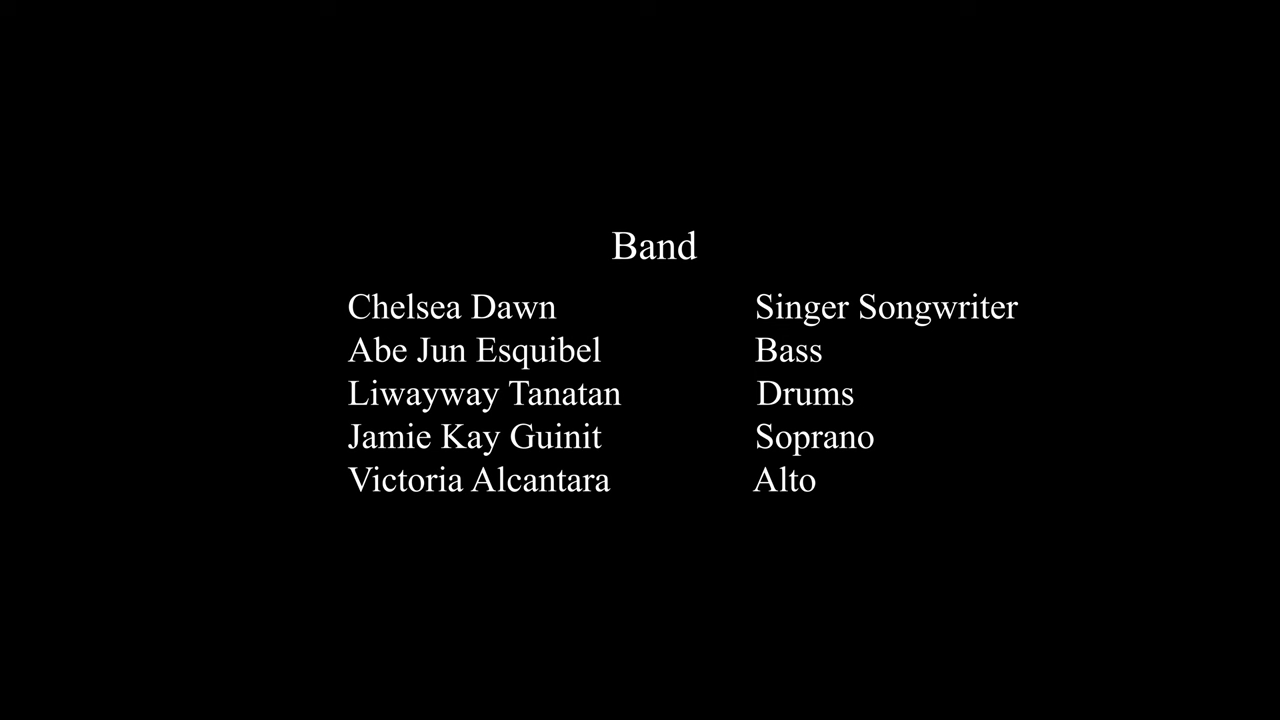 Band
Chelsea Dawn Singer Songwriter
Abe Jun Esquibel Bass
Liwayway Tanatan Drums
Jamie Kay Guinit Soprano
Victoria Alcantara Alto